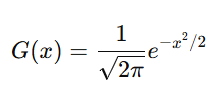 G(x) = \frac{1}{\sqrt{2\pi}} e^{-x^2/2}